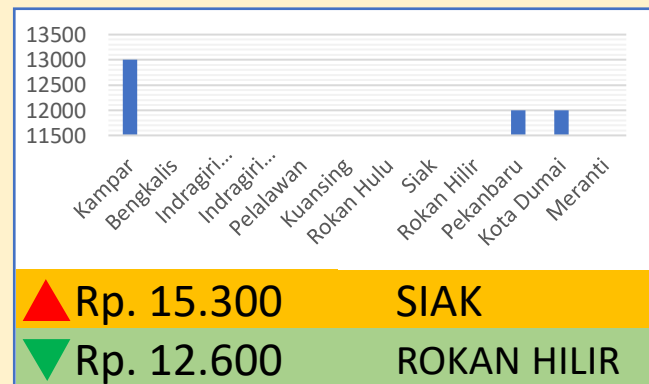 13500
13000
12500
12000
11500
Kampar
Bengkalis
Indragiri...
Indragiri...
Pelalawan
Kuansing
Rokan Hulu
Siak
Rokan Hilir
Pekanbaru
Kota Dumai
Meranti
Rp. 15.300 SIAK
Rp. 12.600 ROKAN HILIR